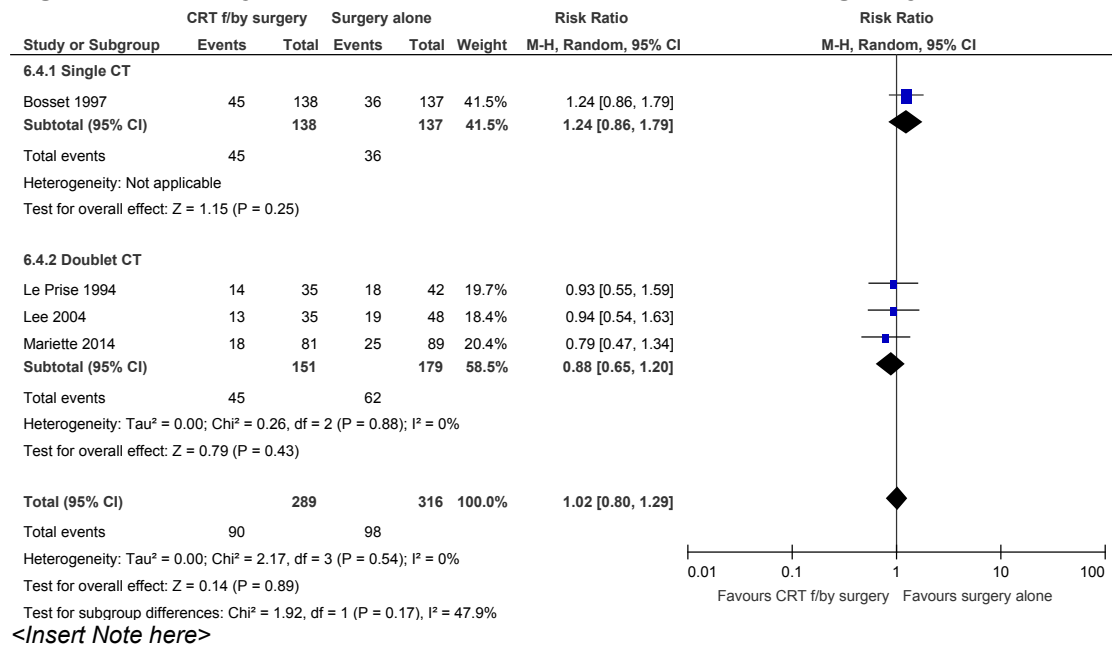 CRT f/by surgery Surgery alone Risk Ratio Risk Ratio
Study or Subgroup Events Total Events Total Weight M-H, Random, 95% CI M-H, Random, 95% CI
6.4.1 Single CT
Bosset 1997 45 138 36 137 41.5% 1.24 [0.86, 1.79]
Subtotal (95% CI) 138 137 41.5% 1.24 [0.86, 1.79]
Total events 45 36
Heterogeneity: Not applicable
Test for overall effect: Z = 1.15 (P = 0.25)
6.4.2 Doublet CT
Le Prise 1994 14 35 18 42 19.7% 0.93 [0.55, 1.59]
Lee 2004 13 35 19 48 18.4% 0.94 [0.54, 1.63]
Mariette 2014 18 81 25 89 20.4% 0.79 [0.47, 1.34]
Subtotal (95% CI) 151 179 58.5% 0.88 [0.65, 1.20]
Total events 45 62
Heterogeneity: Tau² = 0.00; Chi² = 0.26, df = 2 (P = 0.88); I² = 0%
Test for overall effect: Z = 0.79 (P = 0.43)
Total (95% CI) 289 316 100.0% 1.02 [0.80, 1.29]
Total events 90 98
Heterogeneity: Tau² = 0.00; Chi² = 2.17, df = 3 (P = 0.54); I² = 0%
Test for overall effect: Z = 0.14 (P = 0.89)
Test for subgroup differences: Chi² = 1.92, df = 1 (P = 0.17), I² = 47.9%
0.01 0.1 1 10 100
Favours CRT f/by surgery Favours surgery alone
<Insert Note here>